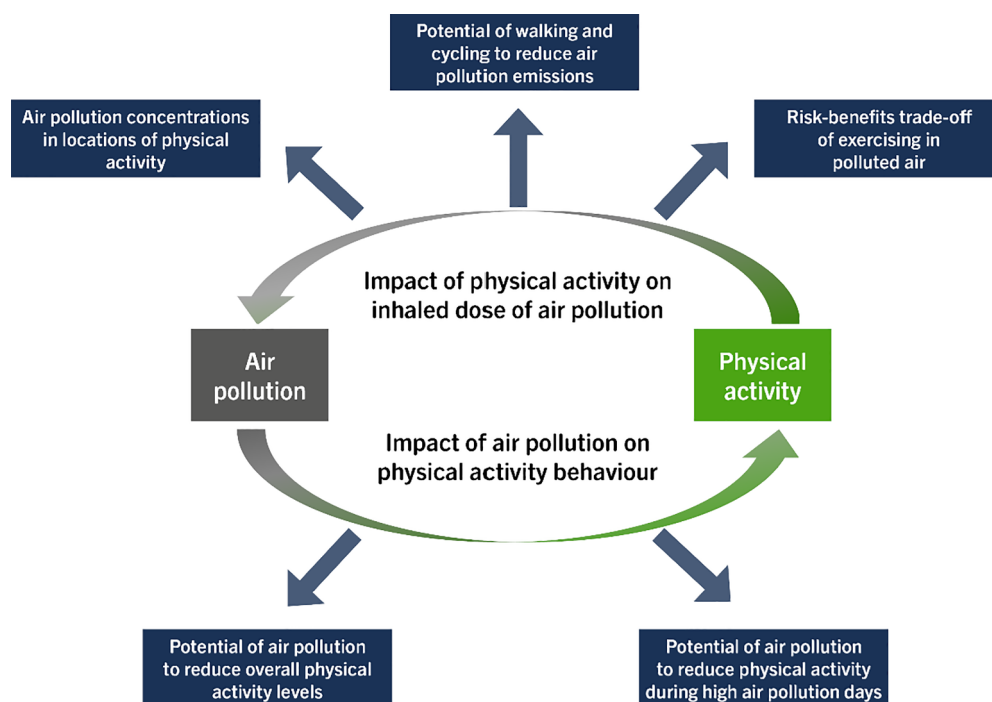 Potential of walking and
cycling to reduce air
pollution emissions
Air pollution concentrations
in locations of physical
activity
Risk-benefits trade-off
of exercising in
polluted air
Impact of physical activity on
inhaled dose of air pollution
Air
pollution
Physical
activity
Impact of air pollution on
physical activity behaviour
Potential of air pollution
to reduce overall physical
activity levels
Potential of air pollution
to reduce physical activity
during high air pollution days